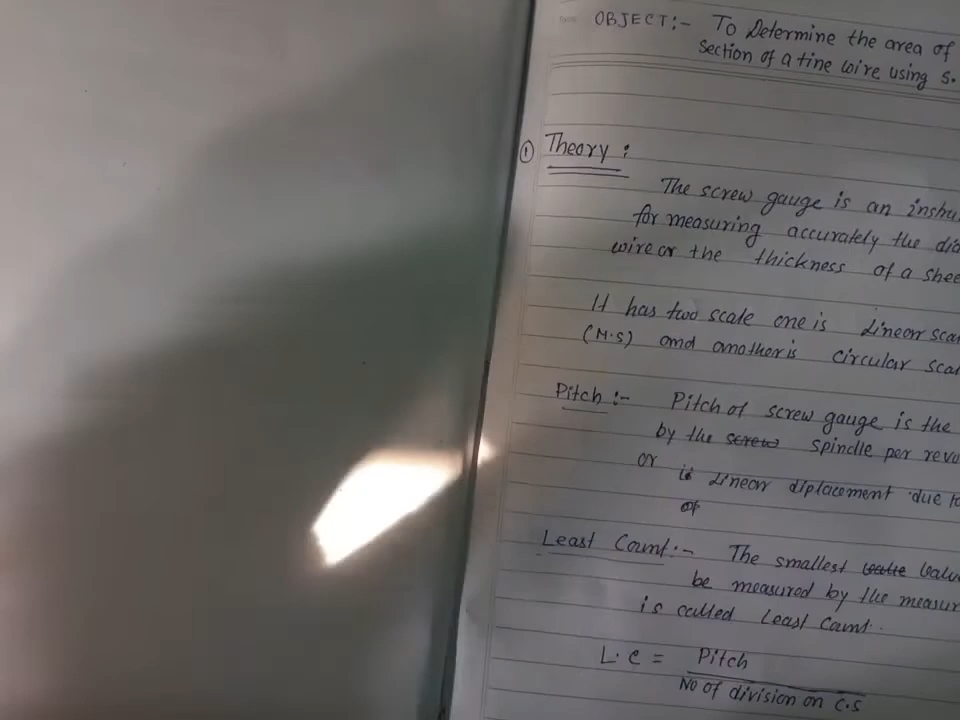 OBJECT:- To Determine the area of
section of a fine wire using S.
① Theory :
The screw gauge is an
for measuring accurately the
wire or the thickness of a
It has two scale one is Linear
(M.S) and another is circular
Pitch :- Pitch of screw gauge is the
by the screw spindle per
or is Linear diplacement due to
of
Least Count :- The smallest value
be measured by the
is called Least Count.
L.C = Pitch
No of division on C.S